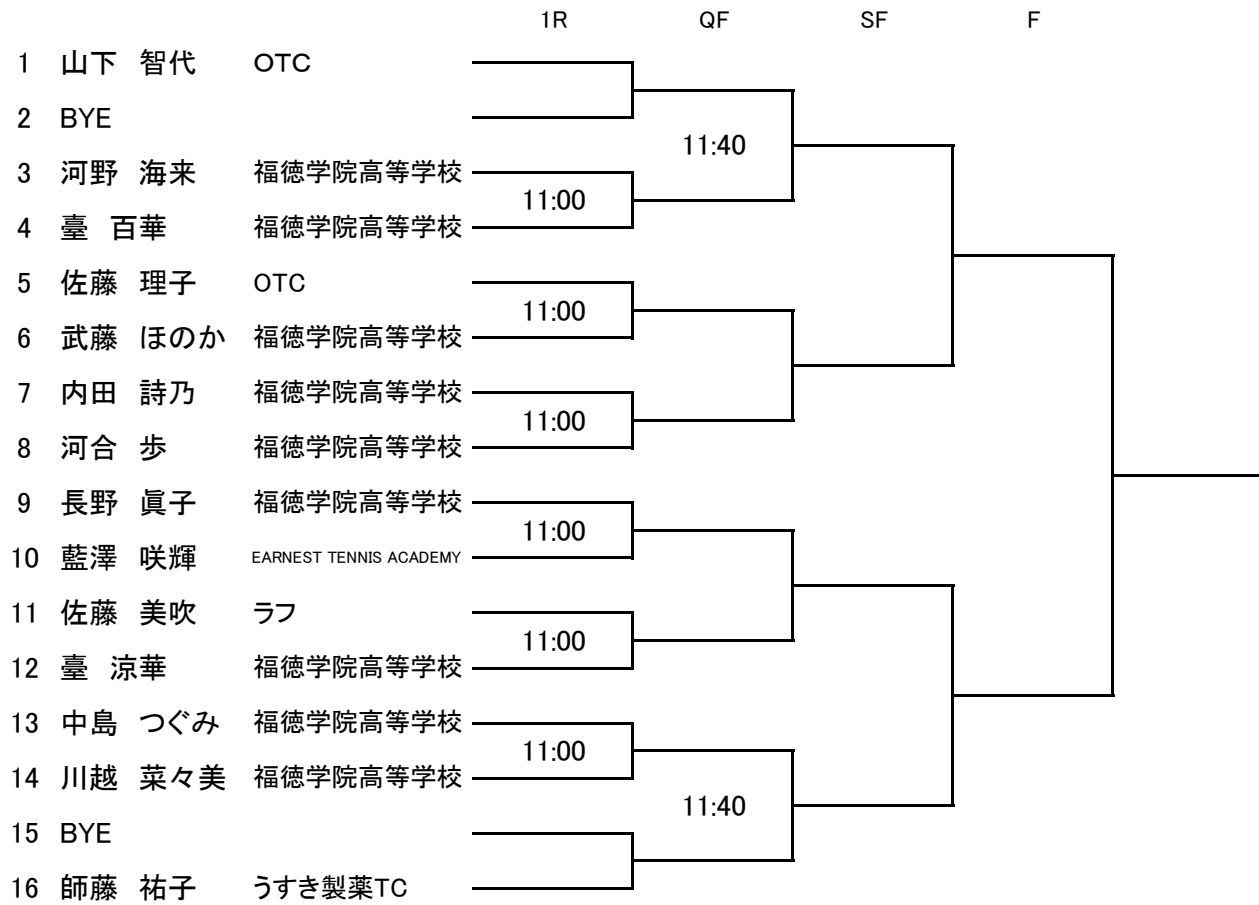 1R QF SF F
1 山下 智代 OTC
2 BYE
11:40
3 河野 海来 福徳学院高等学校
11:00
4 臺 百華 福徳学院高等学校
5 佐藤 理子 OTC
11:00
6 武藤 ほのか 福徳学院高等学校
7 内田 詩乃 福徳学院高等学校
11:00
8 河合 歩 福徳学院高等学校
9 長野 眞子 福徳学院高等学校
11:00
10 藍澤 咲輝 EARNEST TENNIS ACADEMY
11 佐藤 美吹 ラフ
11:00
12 臺 涼華 福徳学院高等学校
13 中島 つぐみ 福徳学院高等学校
11:00
14 川越 菜々美 福徳学院高等学校
11:40
15 BYE
16 師藤 祐子 うすき製薬TC